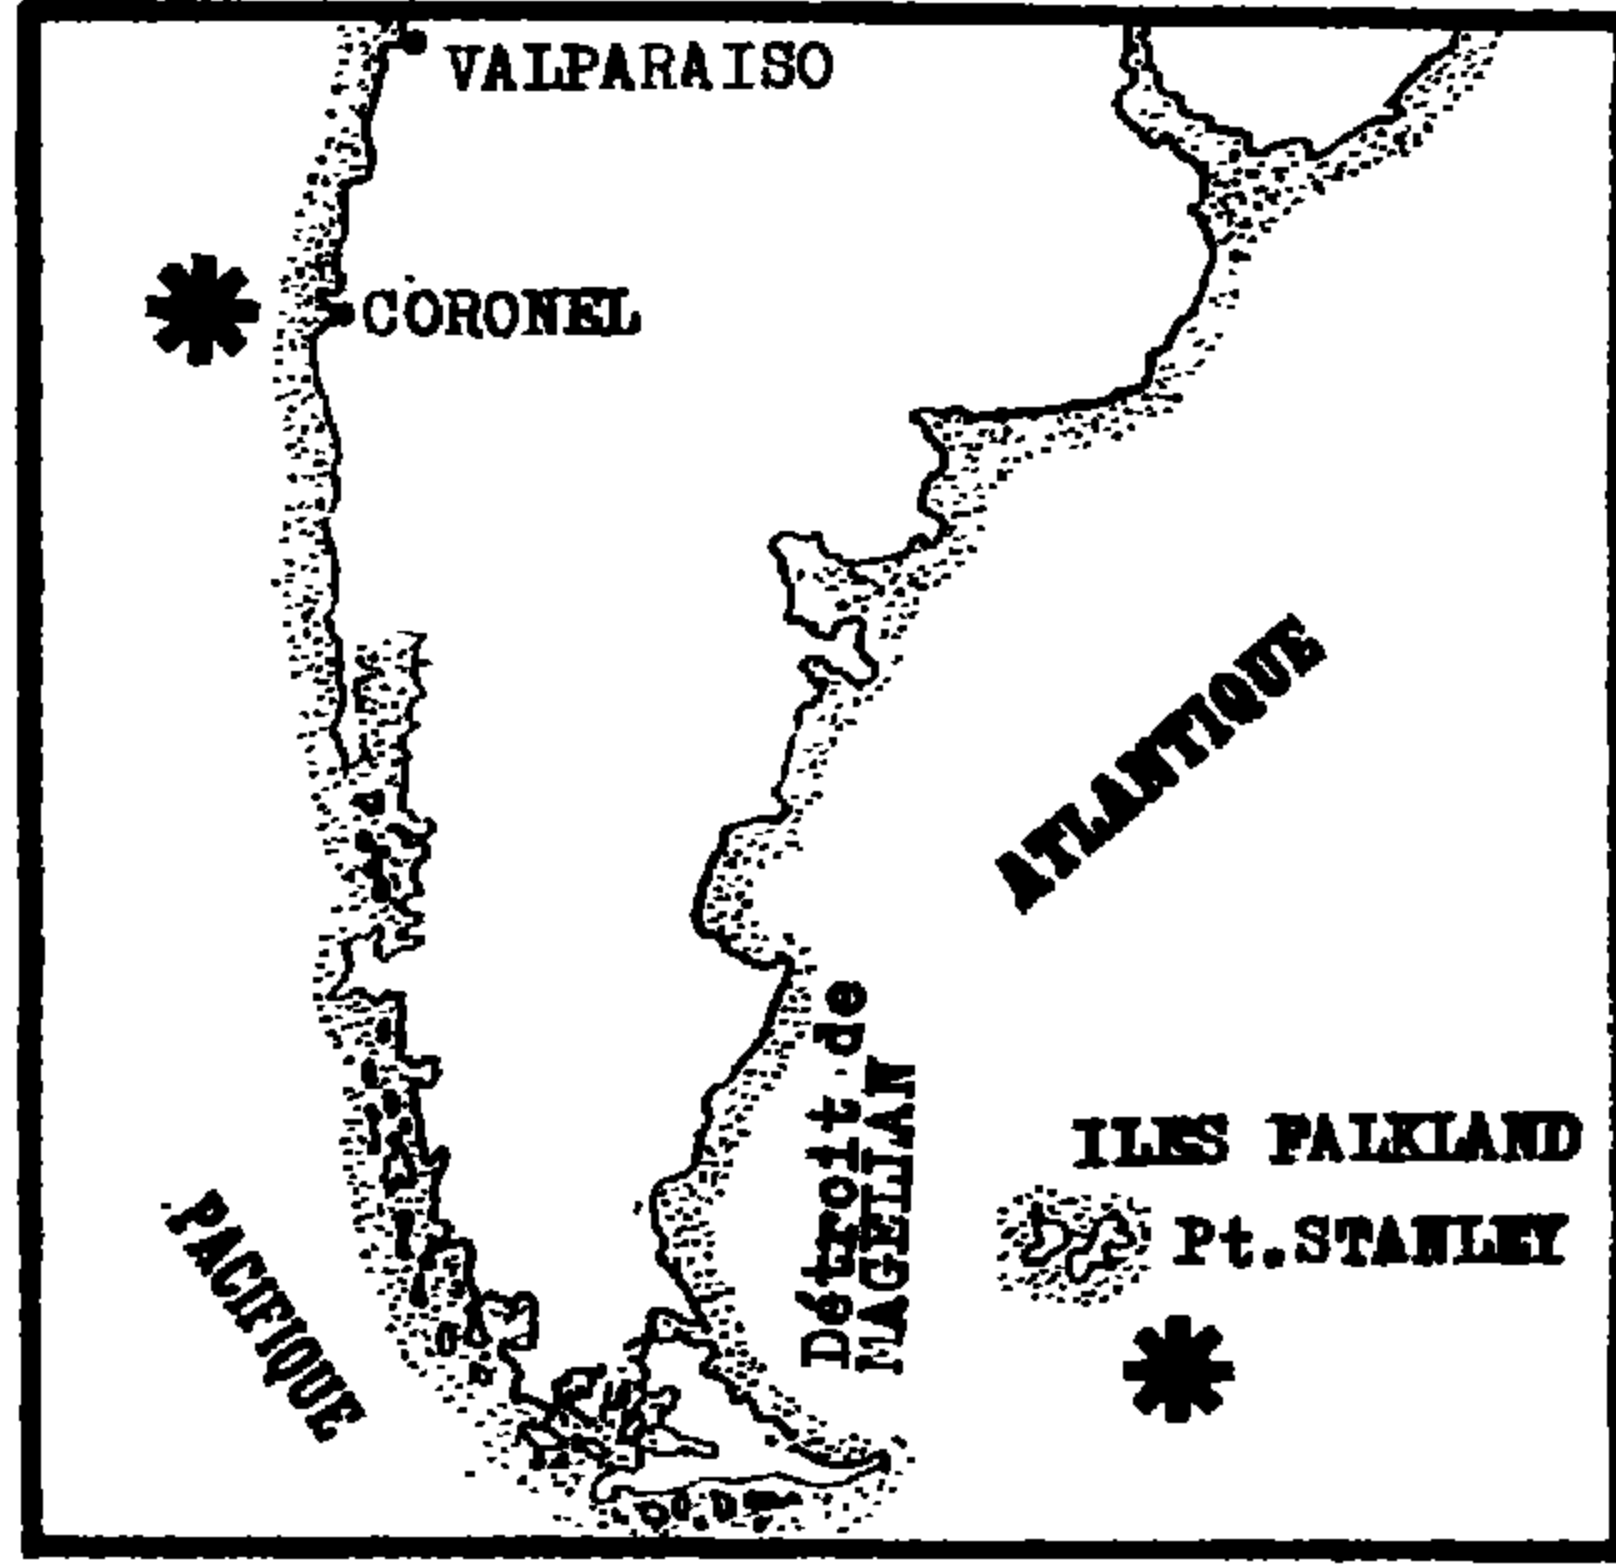 VALPARAISO
CORONEL
ATLANTIQUE
Détroit de
MAGELLAN
ILES FALKLAND
Pt.STANLEY
PACIFIQUE